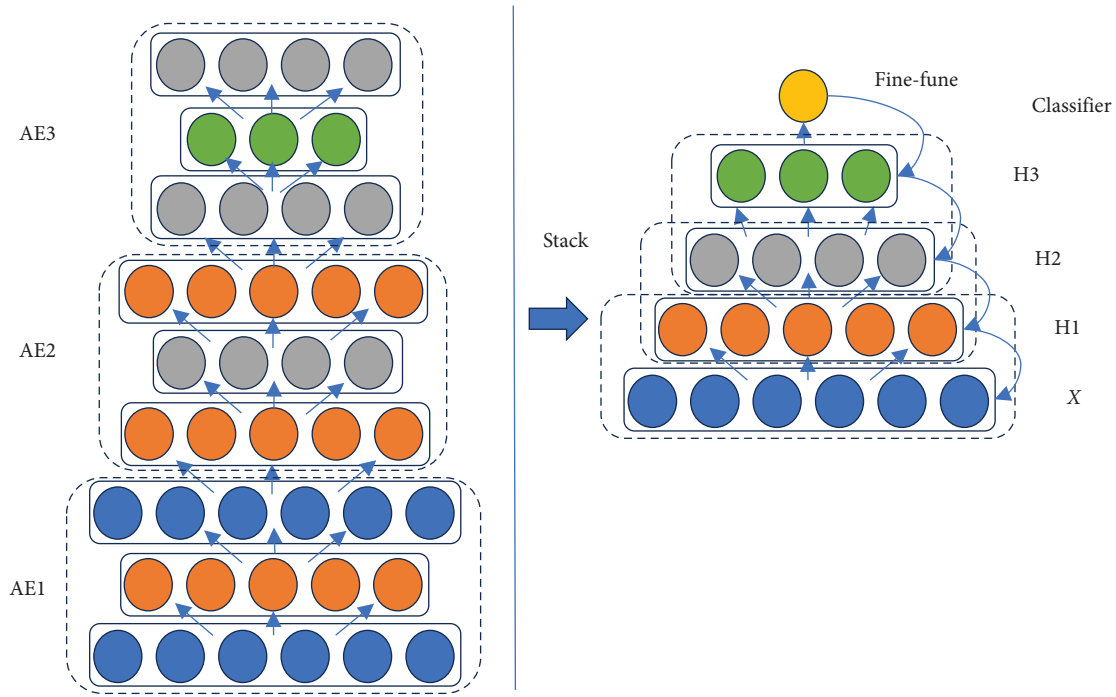 AE3
AE2
AE1
Stack
Fine-fune
Classifier
H3
H2
H1
X